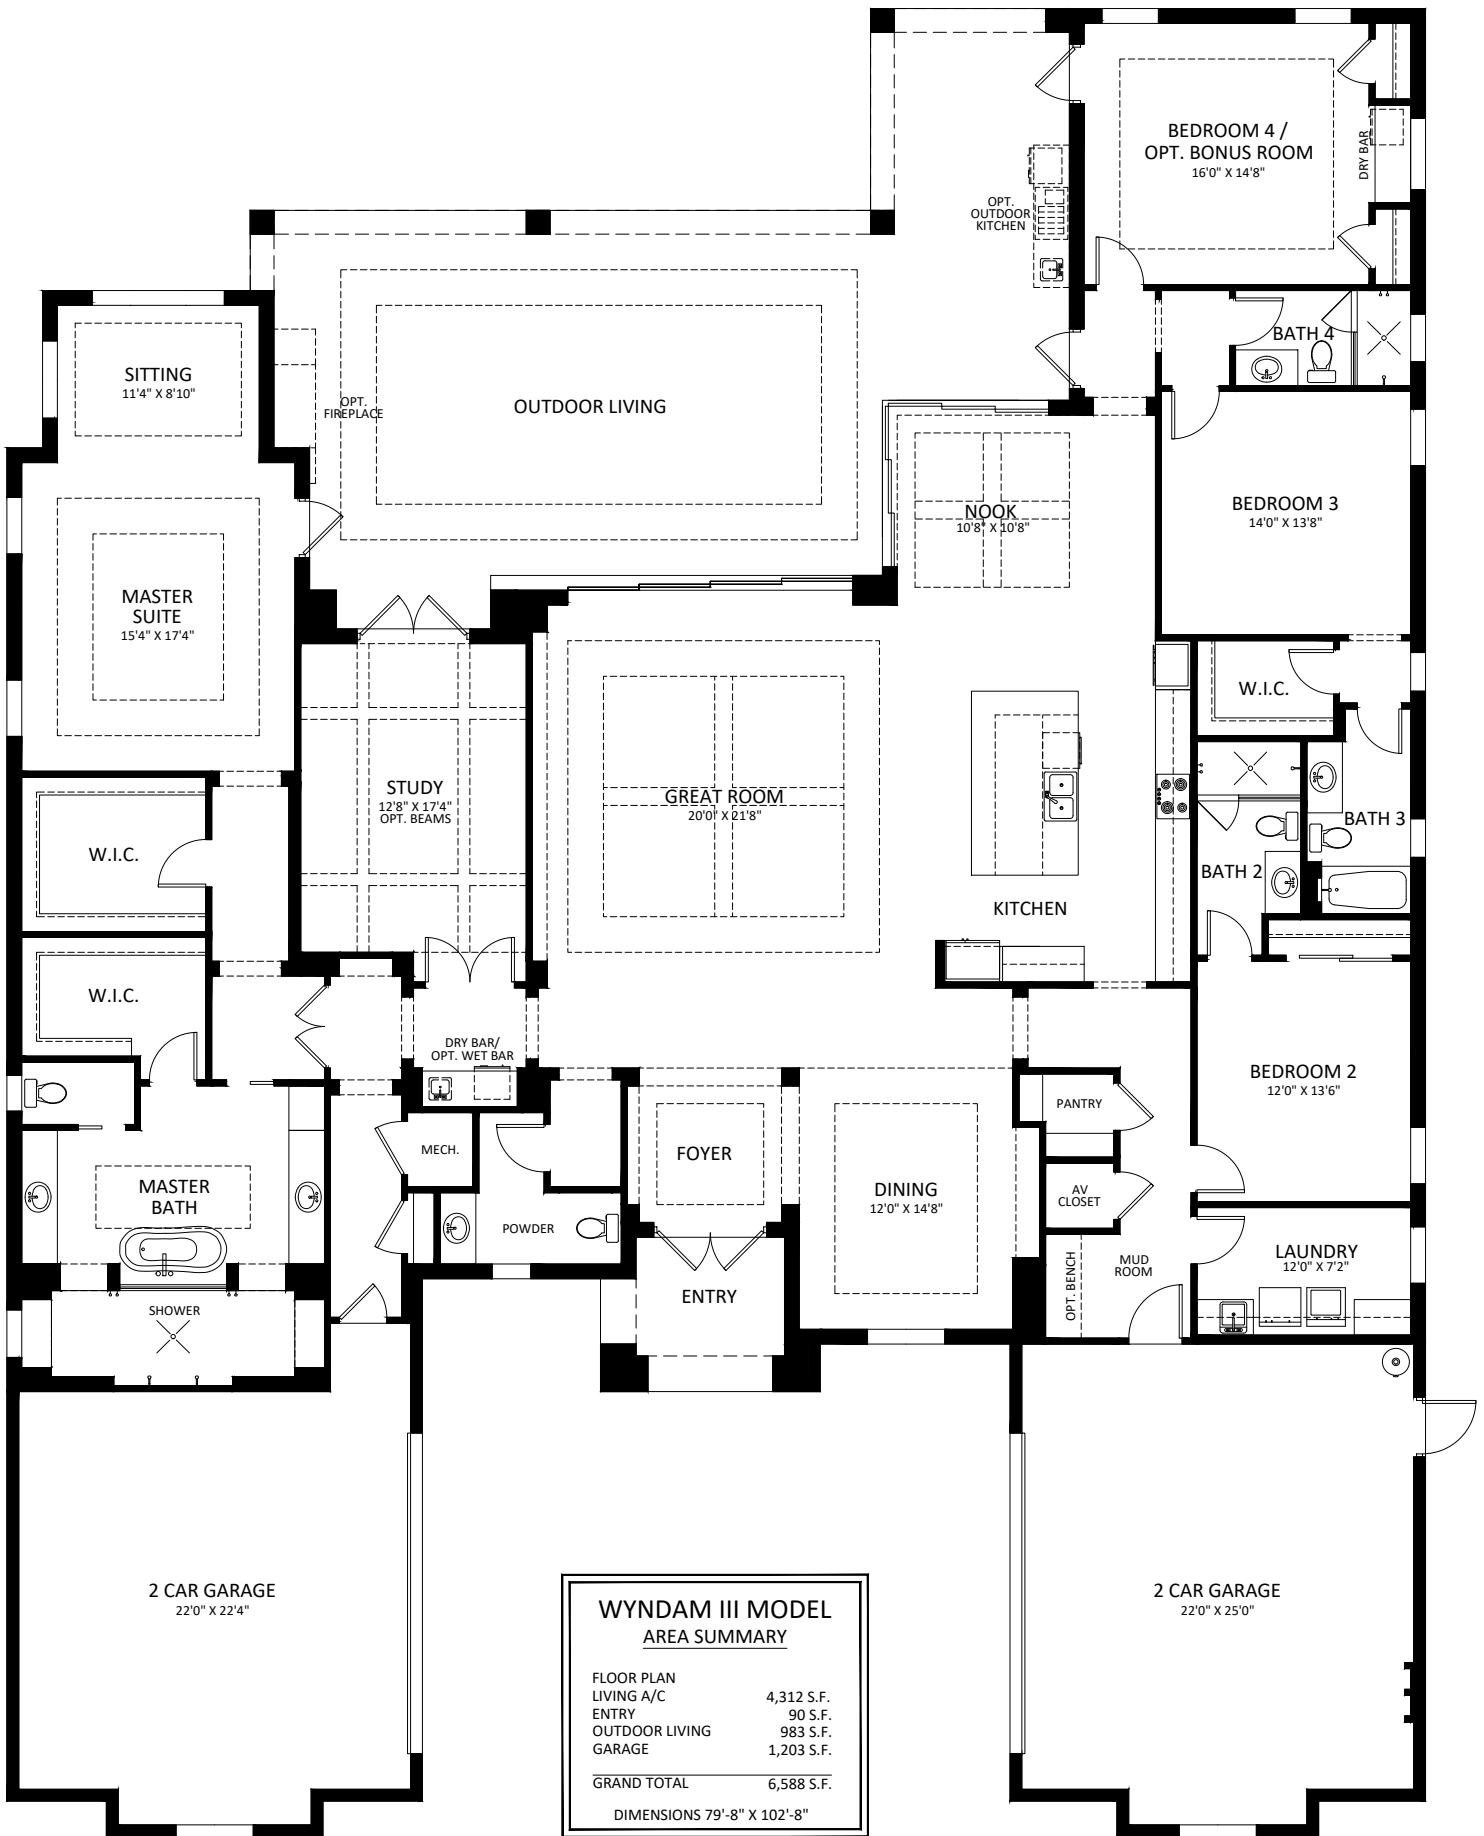 BEDROOM 4 /
OPT. BONUS ROOM
16'0" X 14'8"
DRY BAR
OPT.
OUTDOOR
KITCHEN
BATH 4
SITTING
11'4" X 8'10"
OPT.
FIREPLACE
OUTDOOR LIVING
NOOK
10'8" X 10'8"
BEDROOM 3
14'0" X 13'8"
MASTER
SUITE
15'4" X 17'4"
W.I.C.
STUDY
12'8" X 17'4"
OPT. BEAMS
GREAT ROOM
20'0" X 21'8"
BATH 3
W.I.C.
BATH 2
KITCHEN
W.I.C.
DRY BAR/
OPT. WET BAR
BEDROOM 2
12'0" X 13'6"
PANTRY
MECH.
FOYER
MASTER
BATH
AV
CLOSET
DINING
12'0" X 14'8"
POWDER
LAUNDRY
12'0" X 7'2"
MUD
ROOM
OPT. BENCH
ENTRY
SHOWER
2 CAR GARAGE
22'0" X 22'4"
2 CAR GARAGE
22'0" X 25'0"
WYNDAM III MODEL
AREA SUMMARY
FLOOR PLAN
LIVING A/C 4,312 S.F.
ENTRY 90 S.F.
OUTDOOR LIVING 983 S.F.
GARAGE 1,203 S.F.
GRAND TOTAL 6,588 S.F.
DIMENSIONS 79'-8" X 102'-8"